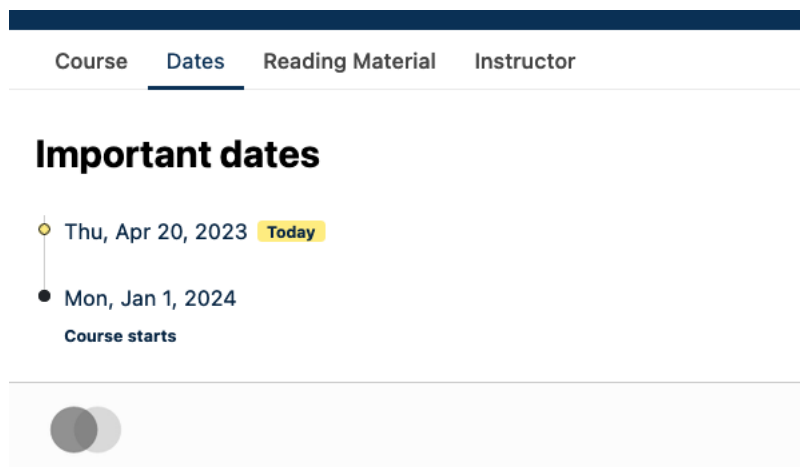 Course Dates Reading Material Instructor
Important dates
Thu, Apr 20, 2023 Today
Mon, Jan 1, 2024
Course starts